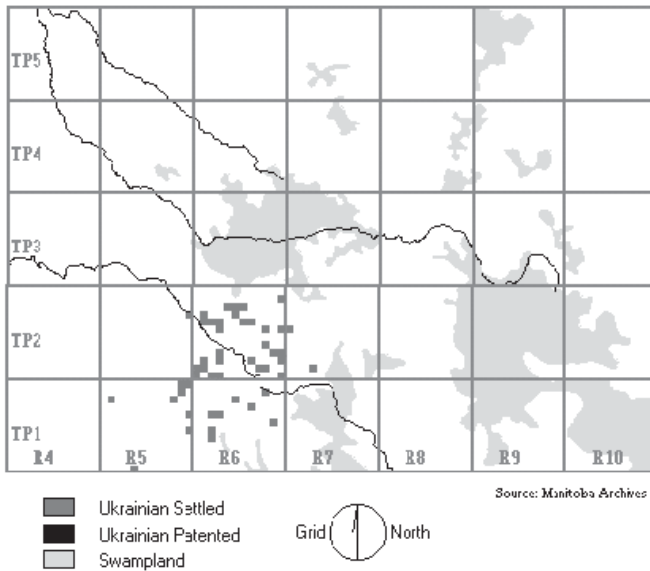 TP5
TP4
TP3
TP2
TP1
R4 R5 R6 R7 R8 R9 R10
Source: Manitoba Archives
Ukrainian Settled
Ukrainian Patented
Swampland
Grid North